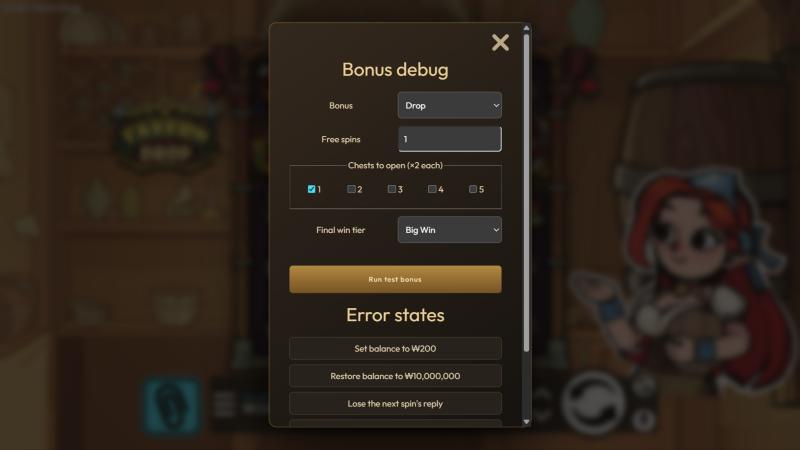 Bonus debug
Bonus
Drop
Free spins
1
Chests to open (×2 each)
1 2 3 4 5
Final win tier
Big Win
Run test bonus
Error states
Set balance to ₩200
Restore balance to ₩10,000,000
Lose the next spin's reply
TAVERN
DROP